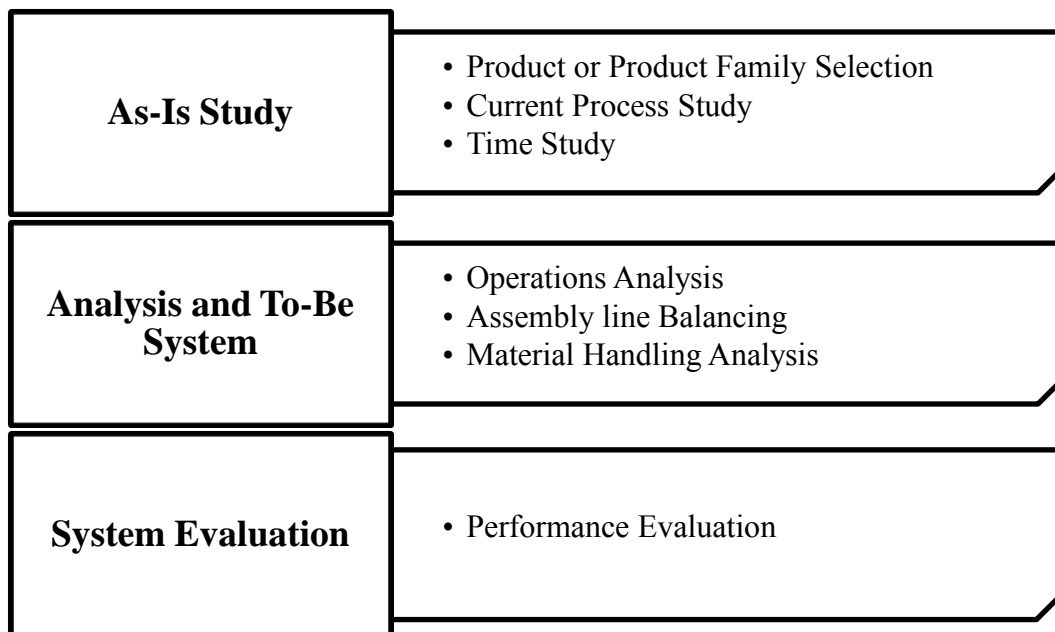 As-Is Study
• Product or Product Family Selection
• Current Process Study
• Time Study
Analysis and To-Be
System
• Operations Analysis
• Assembly line Balancing
• Material Handling Analysis
System Evaluation
• Performance Evaluation